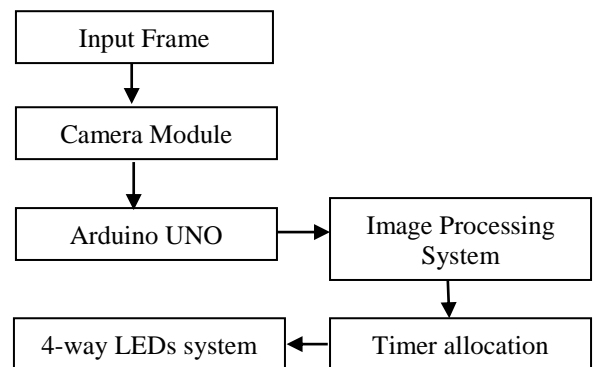 Input Frame
Camera Module
Arduino UNO
Image Processing
System
4-way LEDs system
Timer allocation